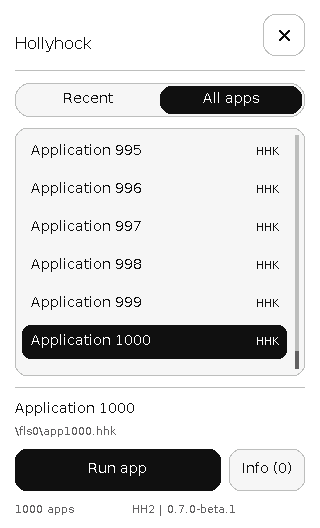 Hollyhock
Recent All apps
Application 995 HHK
Application 996 HHK
Application 997 HHK
Application 998 HHK
Application 999 HHK
Application 1000 HHK
Application 1000
\fls0\app1000.hhk
Run app Info (0)
1000 apps HH2 | 0.7.0-beta.1